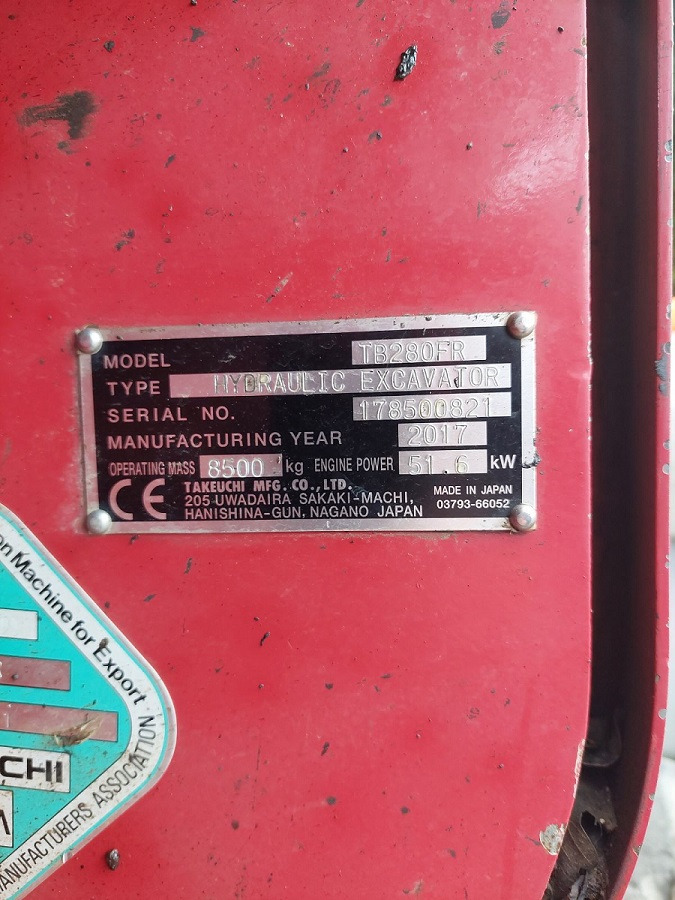 MODEL TB280FR
TYPE HYDRAULIC EXCAVATOR
SERIAL NO. 178500821
MANUFACTURING YEAR 2017
OPERATING MASS 8500 kg ENGINE POWER 51.6 kW
CE TAKEUCHI MFG. CO., LTD.
205 UWADAIRA SAKAKI-MACHI,
HANISHINA-GUN, NAGANO JAPAN
MADE IN JAPAN
03793-66052
on Machine for Export
CHI
MANUFACTURERS ASSOCIATION